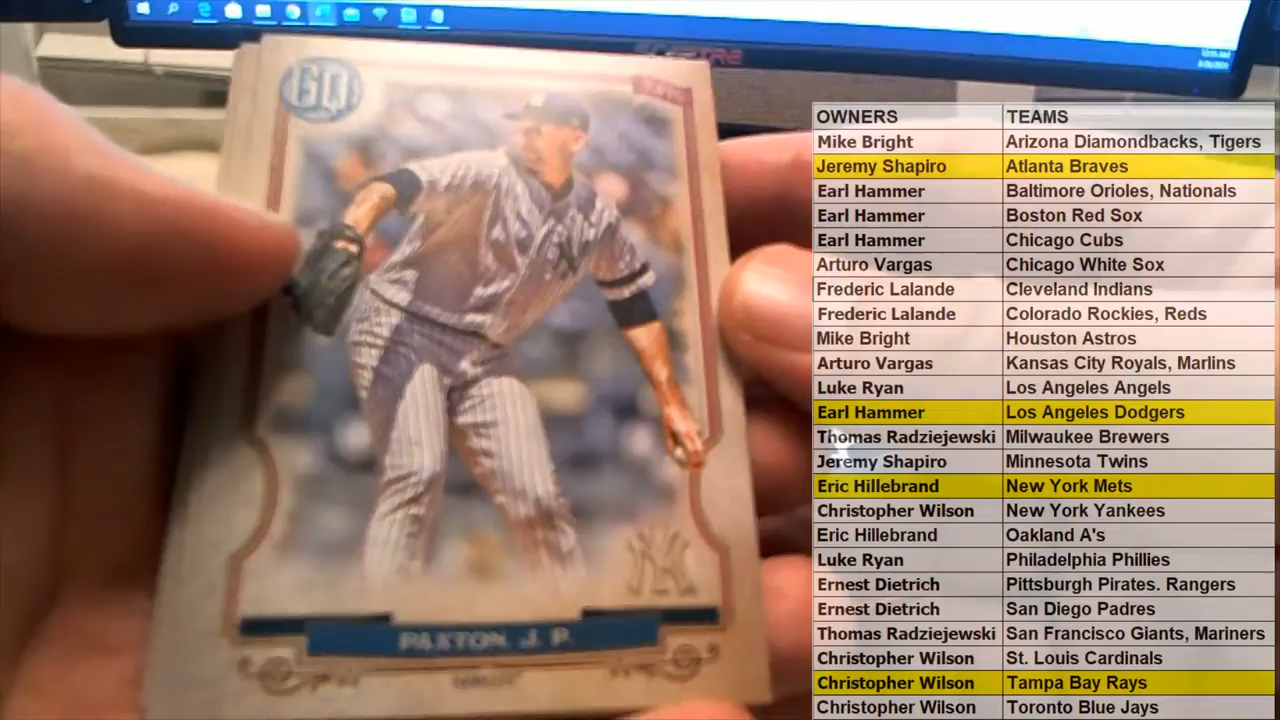 GQ
TOPPS
PAXTON, J. P.
SCEPTRE
OWNERS TEAMS
Mike Bright Arizona Diamondbacks, Tigers
Jeremy Shapiro Atlanta Braves
Earl Hammer Baltimore Orioles, Nationals
Earl Hammer Boston Red Sox
Earl Hammer Chicago Cubs
Arturo Vargas Chicago White Sox
Frederic Lalande Cleveland Indians
Frederic Lalande Colorado Rockies, Reds
Mike Bright Houston Astros
Arturo Vargas Kansas City Royals, Marlins
Luke Ryan Los Angeles Angels
Earl Hammer Los Angeles Dodgers
Thomas Radziejewski Milwaukee Brewers
Jeremy Shapiro Minnesota Twins
Eric Hillebrand New York Mets
Christopher Wilson New York Yankees
Eric Hillebrand Oakland A's
Luke Ryan Philadelphia Phillies
Ernest Dietrich Pittsburgh Pirates. Rangers
Ernest Dietrich San Diego Padres
Thomas Radziejewski San Francisco Giants, Mariners
Christopher Wilson St. Louis Cardinals
Christopher Wilson Tampa Bay Rays
Christopher Wilson Toronto Blue Jays